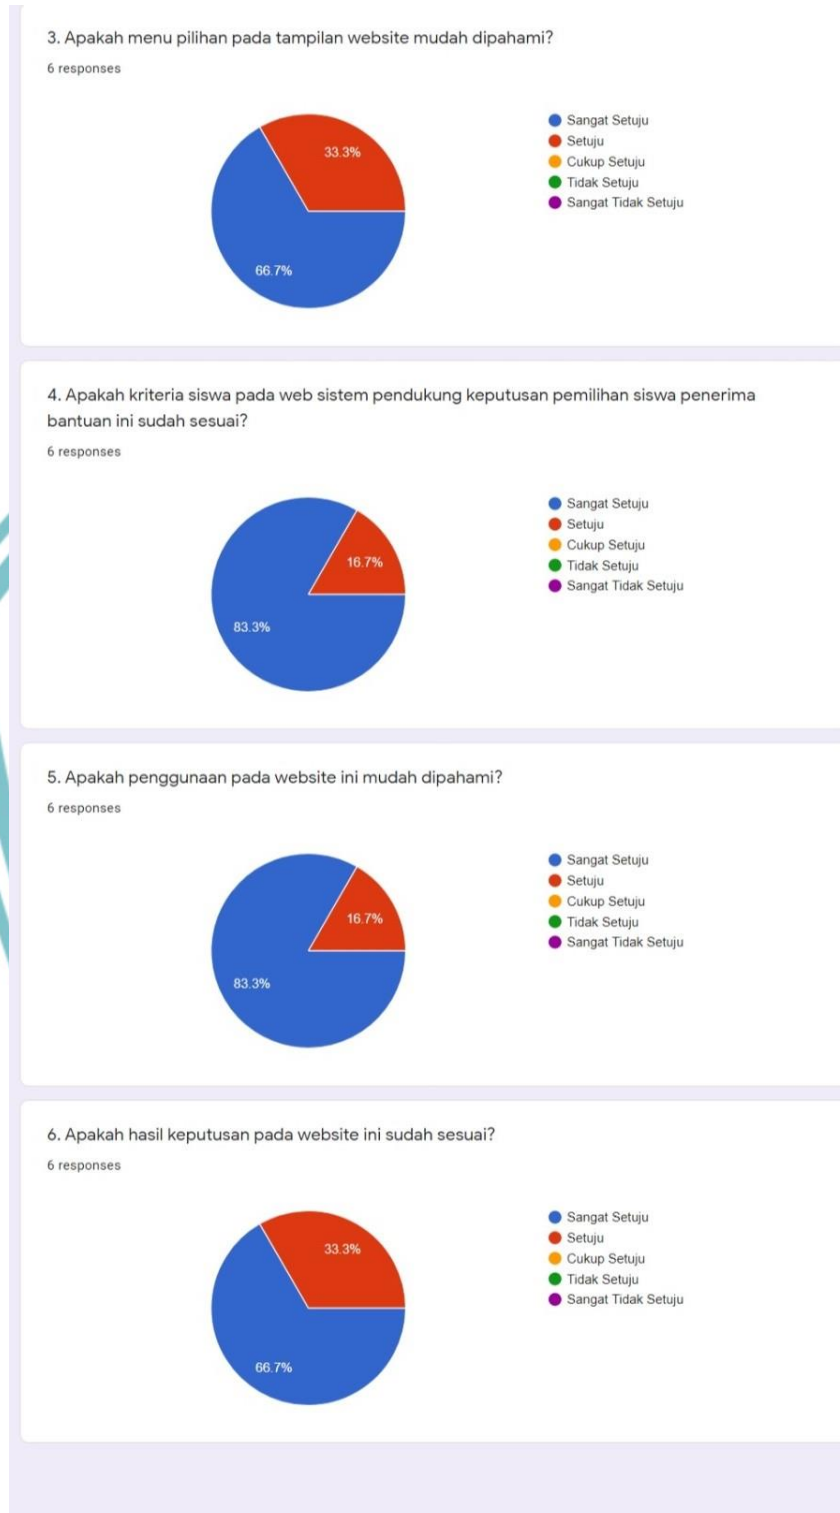 3. Apakah menu pilihan pada tampilan website mudah dipahami?
6 responses
33.3%
66.7%
Sangat Setuju
Setuju
Cukup Setuju
Tidak Setuju
Sangat Tidak Setuju
4. Apakah kriteria siswa pada web sistem pendukung keputusan pemilihan siswa penerima
bantuan ini sudah sesuai?
6 responses
16.7%
83.3%
Sangat Setuju
Setuju
Cukup Setuju
Tidak Setuju
Sangat Tidak Setuju
5. Apakah penggunaan pada website ini mudah dipahami?
6 responses
16.7%
83.3%
Sangat Setuju
Setuju
Cukup Setuju
Tidak Setuju
Sangat Tidak Setuju
6. Apakah hasil keputusan pada website ini sudah sesuai?
6 responses
33.3%
66.7%
Sangat Setuju
Setuju
Cukup Setuju
Tidak Setuju
Sangat Tidak Setuju